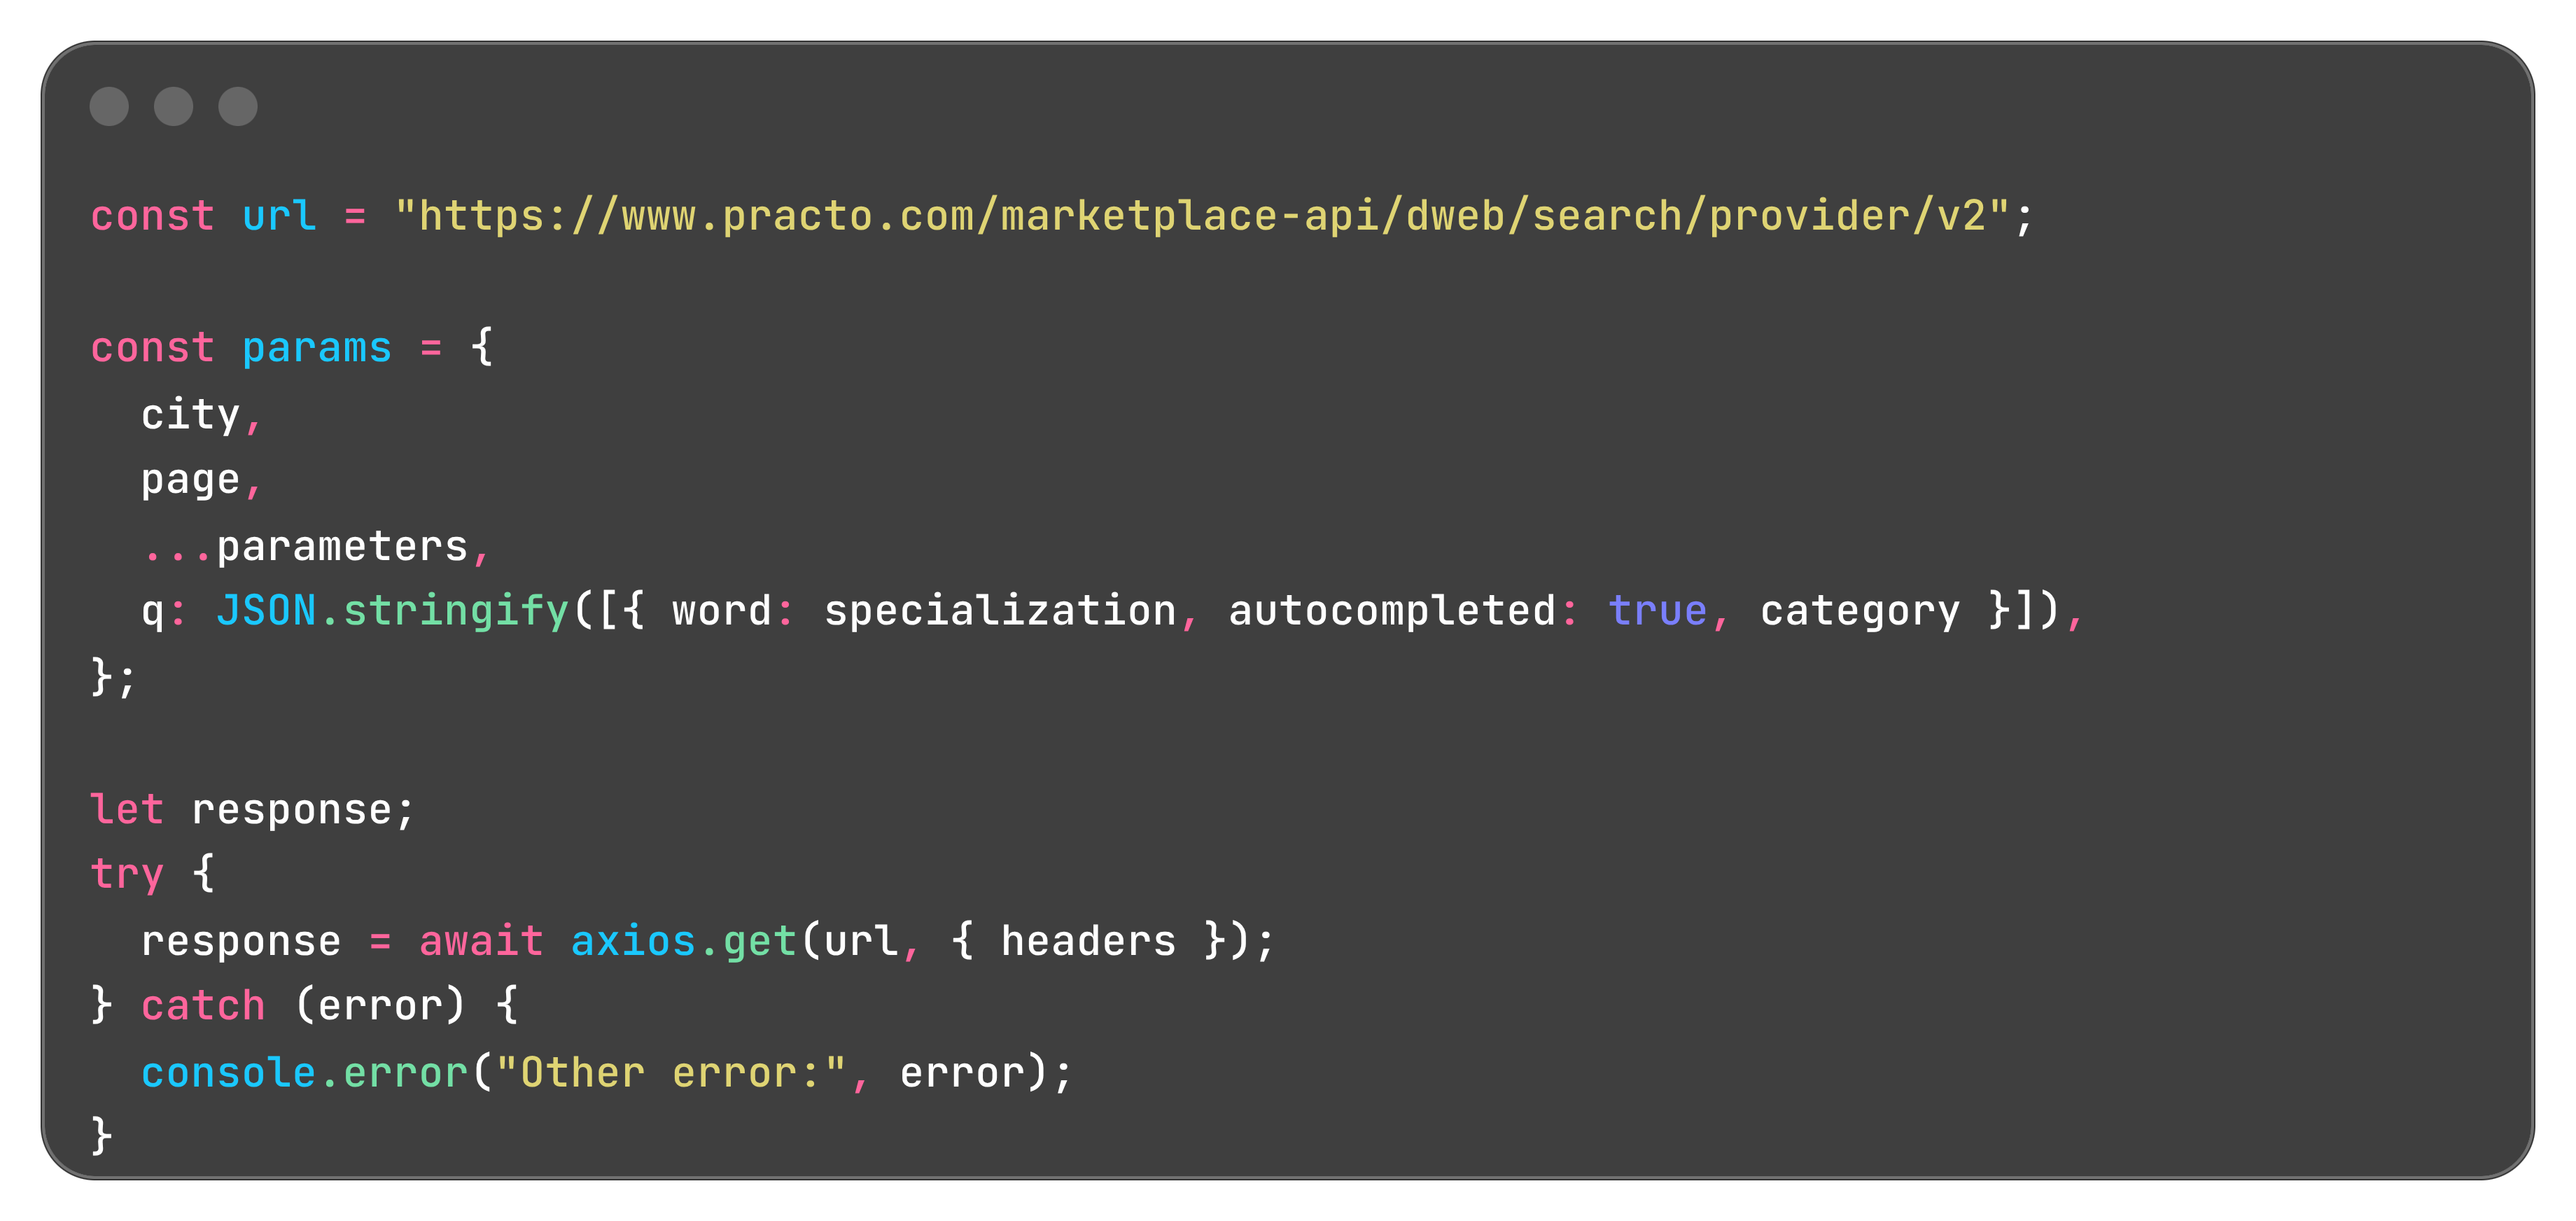 const url = "https://www.practo.com/marketplace-api/dweb/search/provider/v2";
const params = {
  city,
  page,
  ...parameters,
  q: JSON.stringify([{ word: specialization, autocompleted: true, category }]),
};
let response;
try {
  response = await axios.get(url, { headers });
} catch (error) {
  console.error("Other error:", error);
}